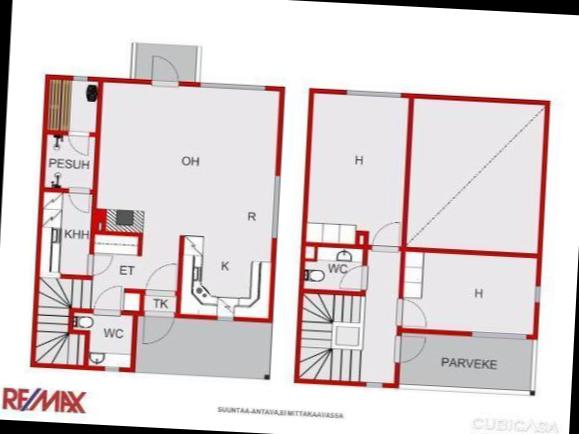 PESUH
OH
H
KHH
R
ET
K
WC
H
TK
WC
PARVEKE
RE/MAX
SUUNTAA-ANTAVA,EI MITTAKAAVASSA
CUBICASA